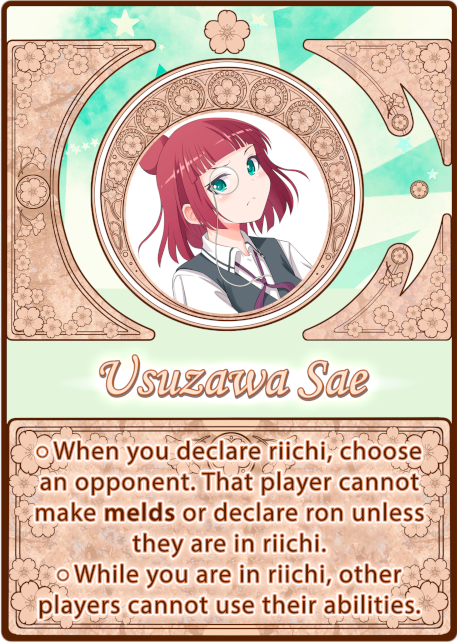 Usuzawa Sae
○When you declare riichi, choose
an opponent. That player cannot
make melds or declare ron unless
they are in riichi.
○While you are in riichi, other
players cannot use their abilities.